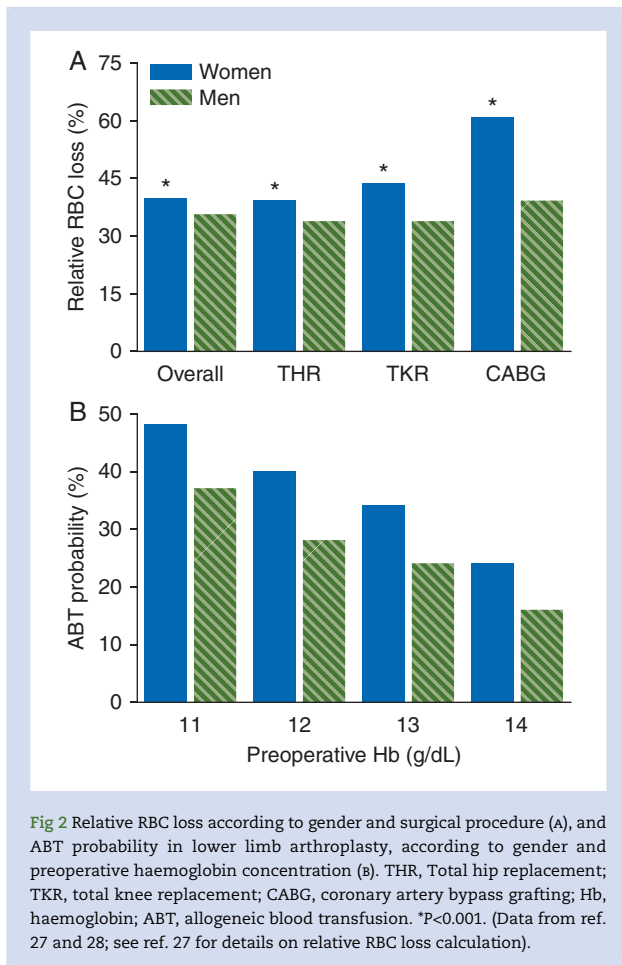 A
Women
Men
Relative RBC loss (%)
75
60
45
30
15
0
*
*
*
*
Overall THR TKR CABG
B
ABT probability (%)
50
40
30
20
10
0
11 12 13 14
Preoperative Hb (g/dL)
Fig 2 Relative RBC loss according to gender and surgical procedure (A), and
ABT probability in lower limb arthroplasty, according to gender and
preoperative haemoglobin concentration (B). THR, Total hip replacement;
TKR, total knee replacement; CABG, coronary artery bypass grafting; Hb,
haemoglobin; ABT, allogeneic blood transfusion. *P<0.001. (Data from ref.
27 and 28; see ref. 27 for details on relative RBC loss calculation).